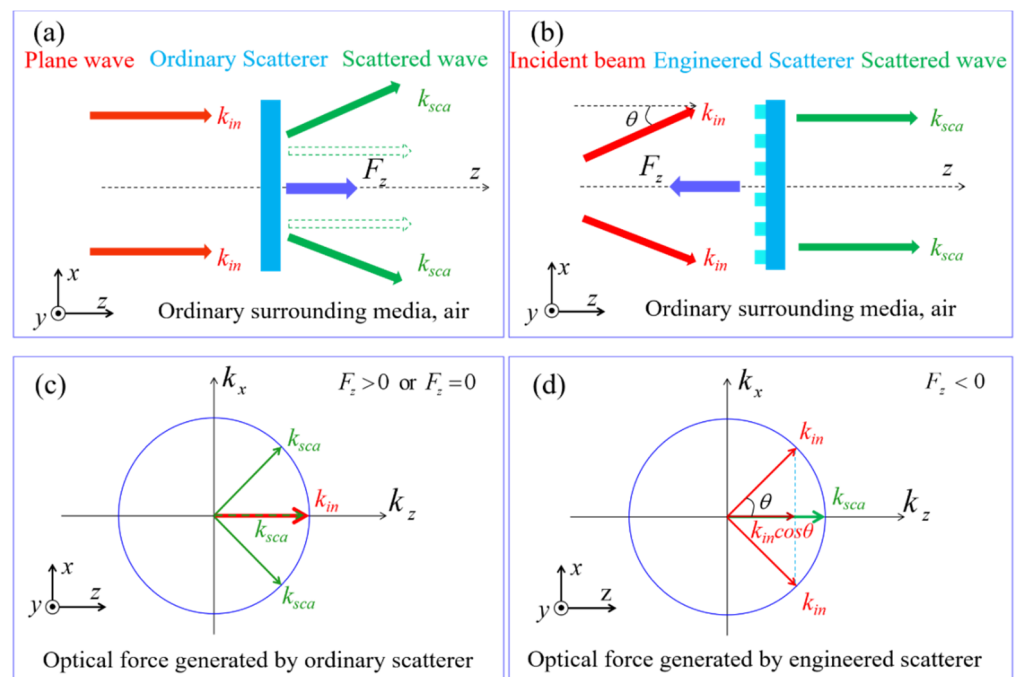 (a)
Plane wave Ordinary Scatterer Scattered wave
k_in
k_sca
F_z
z
k_in
k_sca
x
z
y
Ordinary surrounding media, air
(b)
Incident beam Engineered Scatterer Scattered wave
θ
k_in
k_sca
F_z
z
k_in
k_sca
x
z
y
Ordinary surrounding media, air
(c)
k_x
F_z>0 or F_z=0
k_sca
k_in
k_z
k_sca
k_sca
x
z
y
Optical force generated by ordinary scatterer
(d)
k_x
F_z<0
k_in
θ
k_sca
k_z
k_in cosθ
k_in
x
z
y
Optical force generated by engineered scatterer